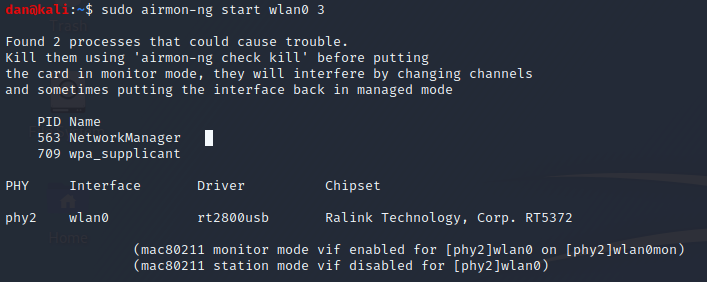 dan@kali:~$ sudo airmon-ng start wlan0 3
Found 2 processes that could cause trouble.
Kill them using 'airmon-ng check kill' before putting
the card in monitor mode, they will interfere by changing channels
and sometimes putting the interface back in managed mode
PID Name
563 NetworkManager
709 wpa_supplicant
PHY Interface Driver Chipset
phy2 wlan0 rt2800usb Ralink Technology, Corp. RT5372
(mac80211 monitor mode vif enabled for [phy2]wlan0 on [phy2]wlan0mon)
(mac80211 station mode vif disabled for [phy2]wlan0)
Home